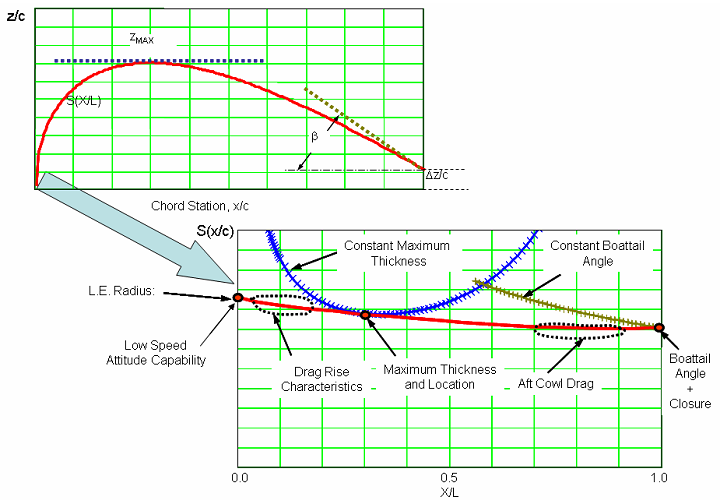 z/c
ZMAX
S(X/L)
β
Δz/c
Chord Station, x/c
S(x/c)
Constant Maximum
Thickness
Constant Boattail
Angle
L.E. Radius:
Low Speed
Attitude Capability
Drag Rise
Characteristics
Maximum Thickness
and Location
Aft Cowl Drag
Boattail
Angle
+
Closure
0.0
0.5
1.0
X/L